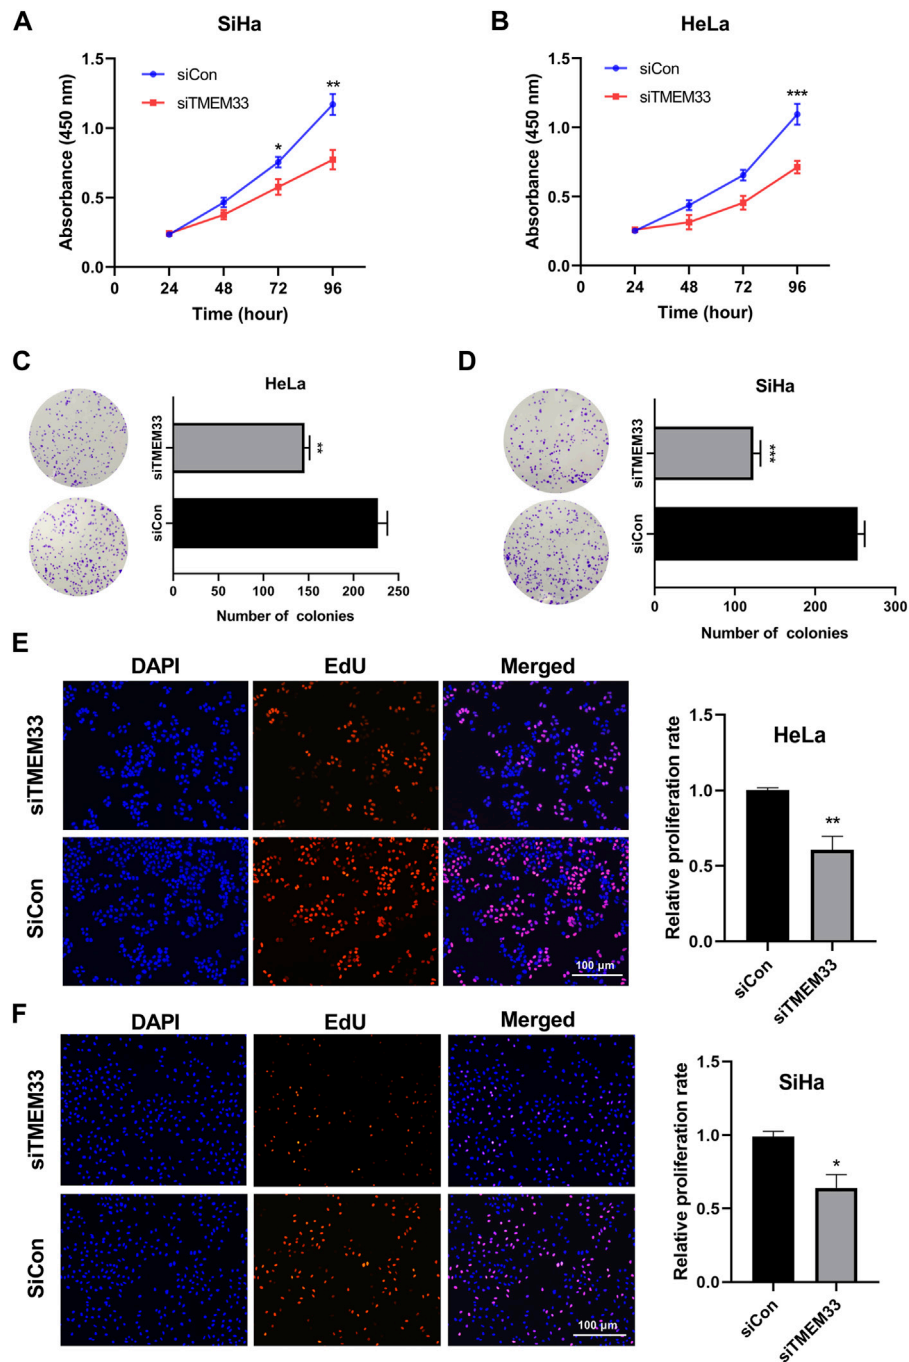 A
SiHa
siCon
siTMEM33
Absorbance (450 nm)
1.5
1.0
0.5
0.0
*
**
0 24 48 72 96
Time (hour)
B
HeLa
siCon
siTMEM33
Absorbance (450 nm)
1.5
1.0
0.5
0.0
***
0 24 48 72 96
Time (hour)
C
HeLa
siTMEM33
**
siCon
0 50 100 150 200 250
Number of colonies
D
SiHa
siTMEM33
***
siCon
0 100 200 300
Number of colonies
E
DAPI EdU Merged
siTMEM33
SiCon
100 µm
HeLa
Relative proliferation rate
1.5
1.0
0.5
0.0
**
siCon
siTMEM33
F
DAPI EdU Merged
siTMEM33
SiCon
100 µm
SiHa
Relative proliferation rate
1.5
1.0
0.5
0.0
*
siCon
siTMEM33